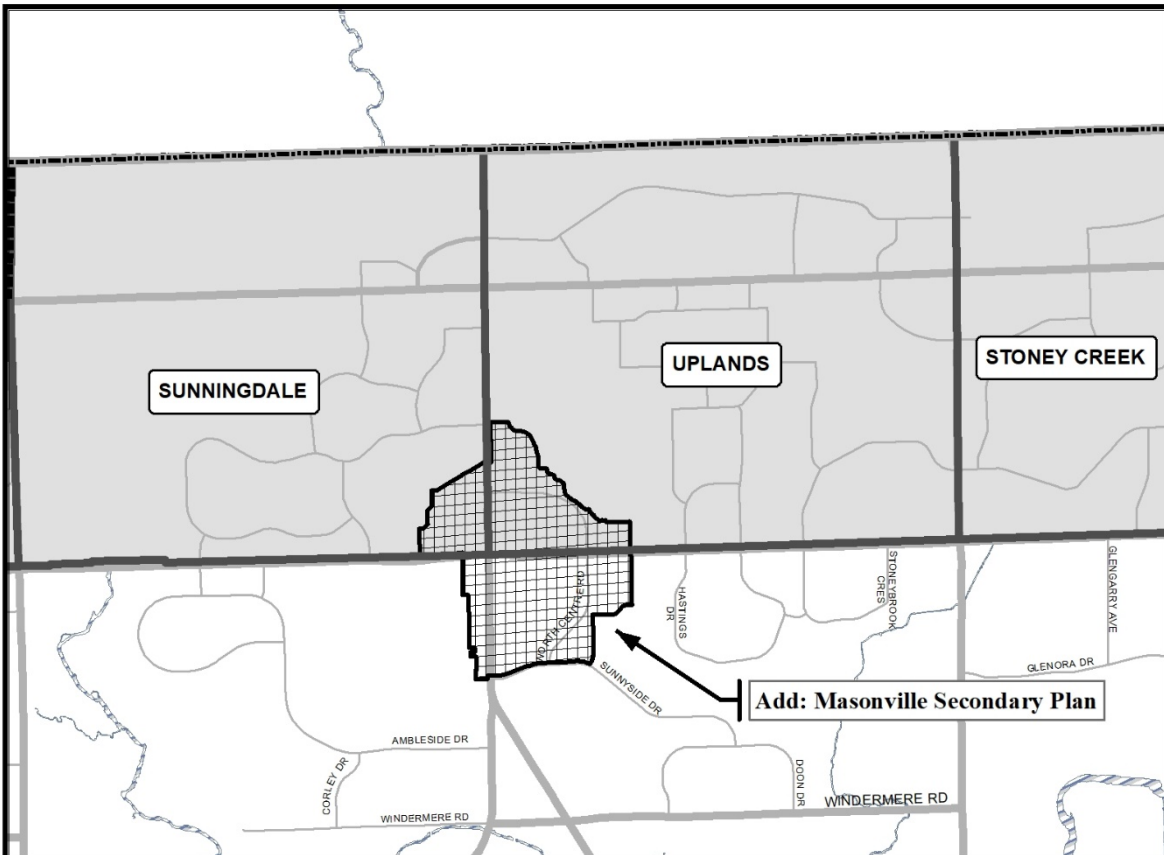 STONEY CREEK
UPLANDS
SUNNINGDALE
STONEYBROOK
CRES
GLENGARRY AVE
HASTINGS
DR
NORTH CENTRE RD
GLENORA DR
SUNNYSIDE DR
Add: Masonville Secondary Plan
AMBLESIDE DR
CORLEY DR
DOON DR
WINDERMERE RD
WINDERMERE RD